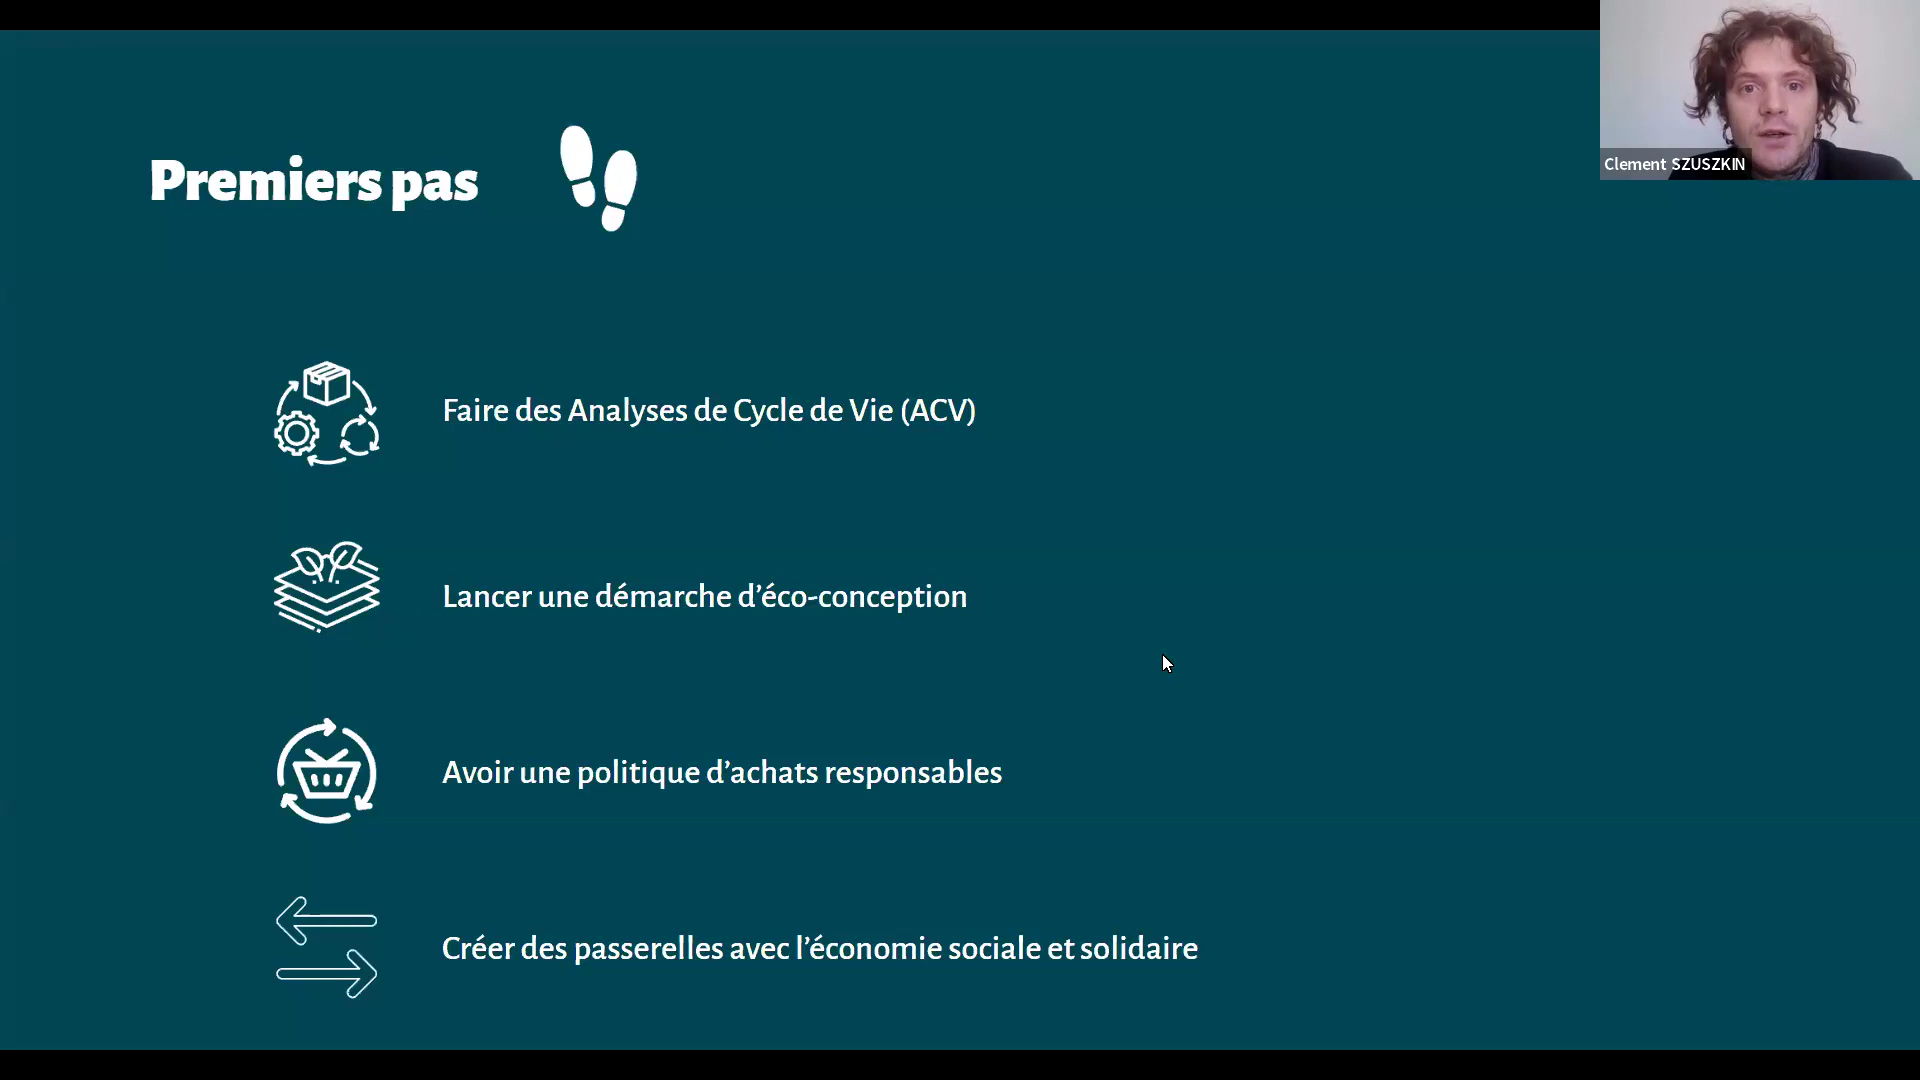 Premiers pas
Clement SZUSZKIN
Faire des Analyses de Cycle de Vie (ACV)
Lancer une démarche d’éco-conception
Avoir une politique d’achats responsables
Créer des passerelles avec l’économie sociale et solidaire